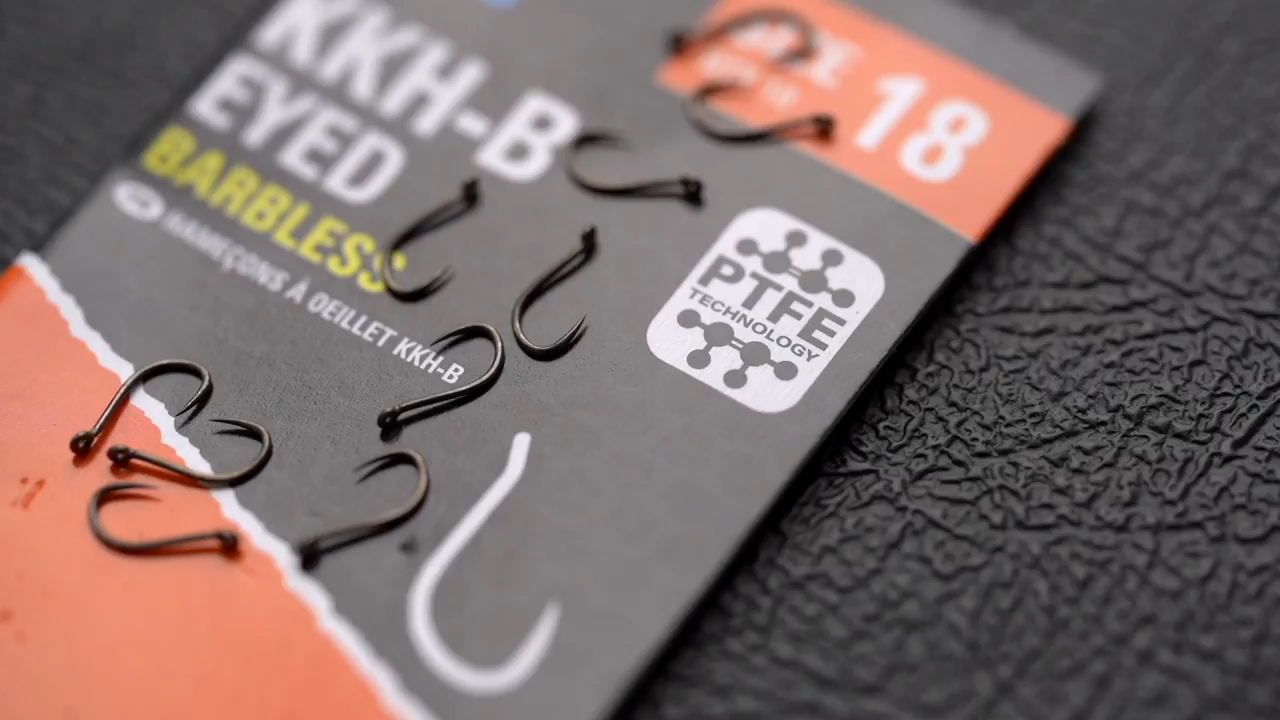 KKH-B
EYED
BARBLESS
HAMEÇONS À OEILLET KKH-B
18
PTFE
TECHNOLOGY